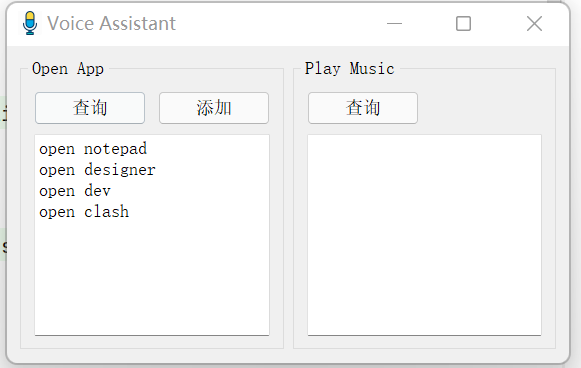 Voice Assistant
Open App
查询 添加
open notepad
open designer
open dev
open clash
Play Music
查询